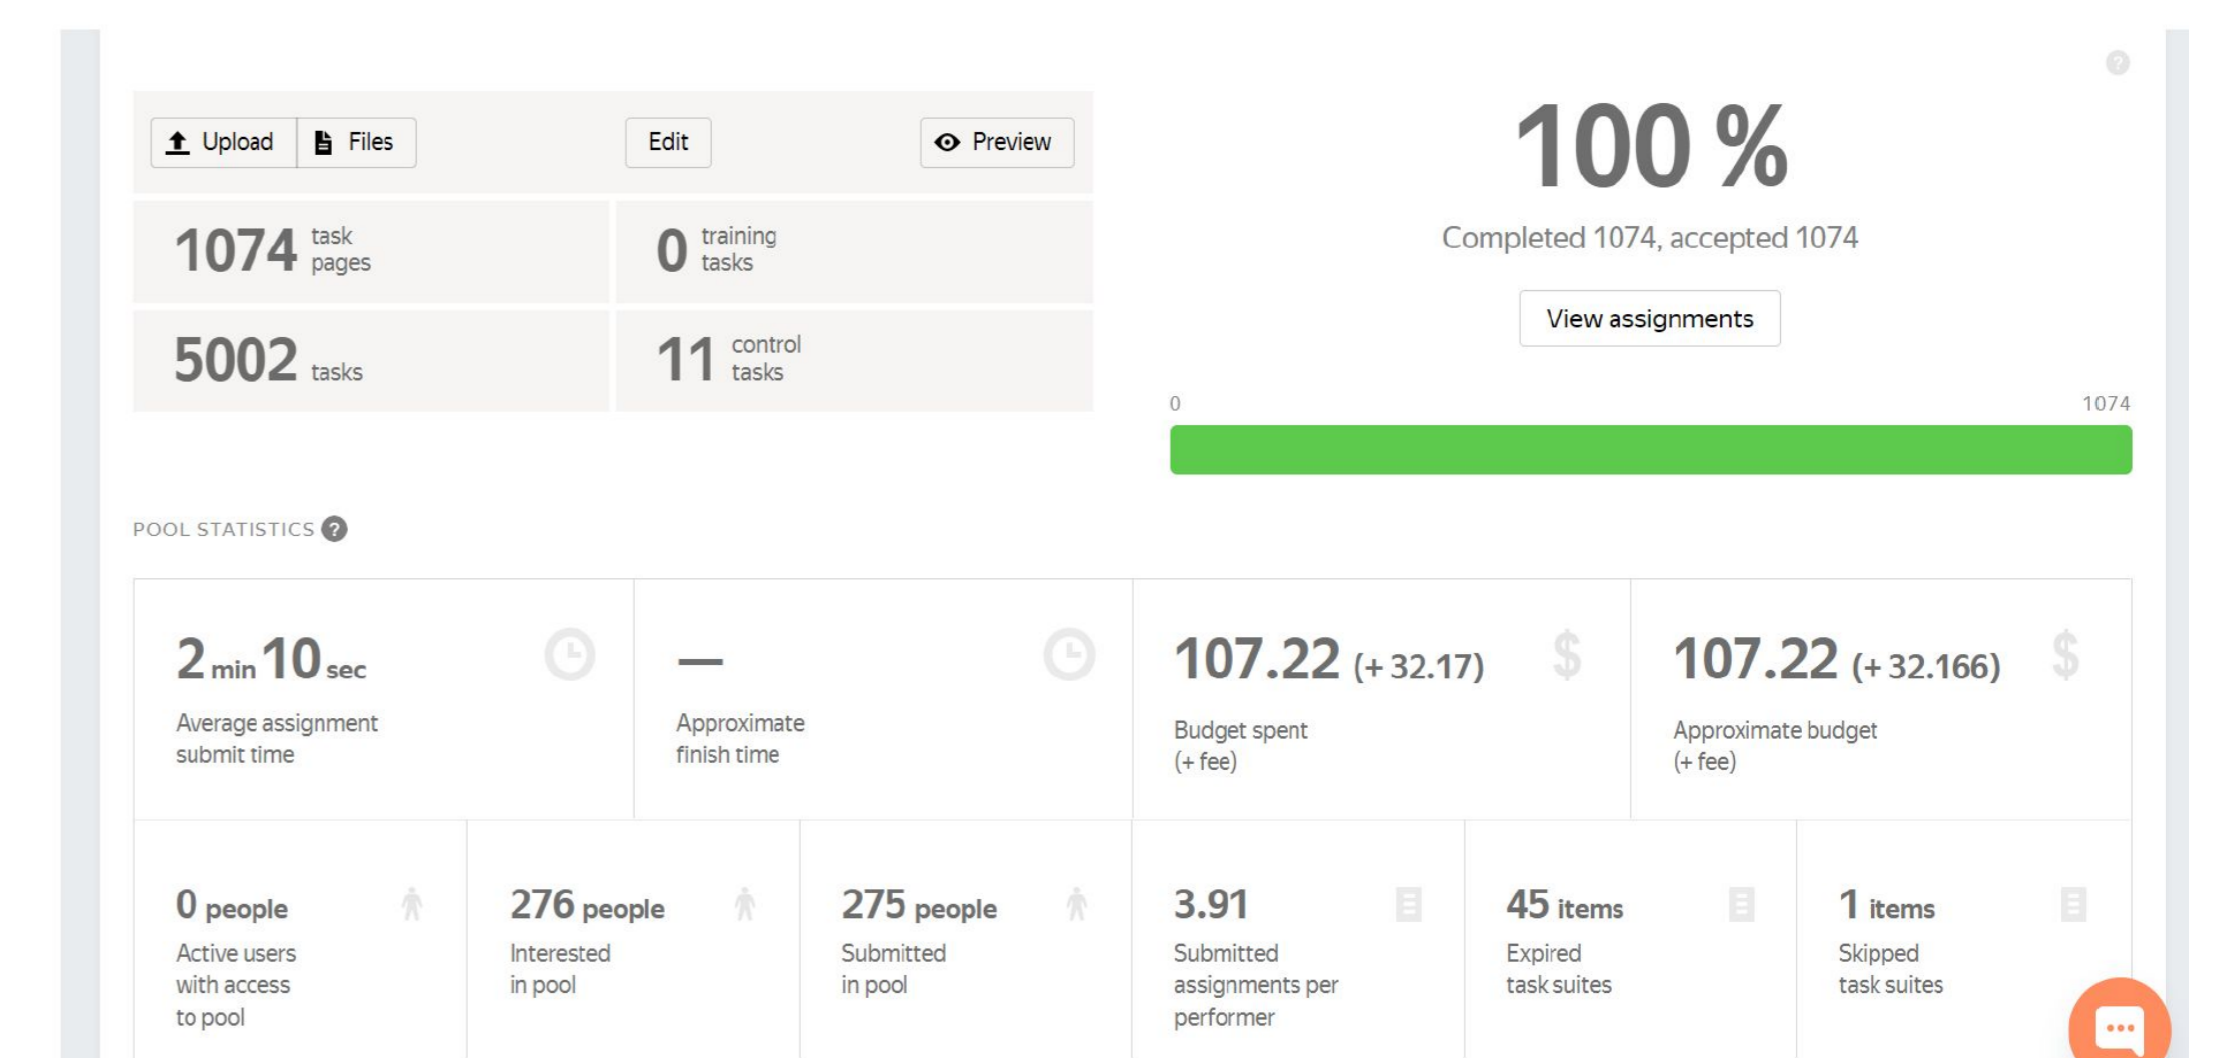 ?
Upload Files Edit Preview
100 %
Completed 1074, accepted 1074
View assignments
1074 task pages
0 training tasks
5002 tasks
11 control tasks
0 1074
POOL STATISTICS ?
2 min 10 sec
Average assignment
submit time
—
Approximate
finish time
107.22 (+ 32.17) $
Budget spent
(+ fee)
107.22 (+ 32.166) $
Approximate budget
(+ fee)
0 people
Active users
with access
to pool
276 people
Interested
in pool
275 people
Submitted
in pool
3.91
Submitted
assignments per
performer
45 items
Expired
task suites
1 items
Skipped
task suites